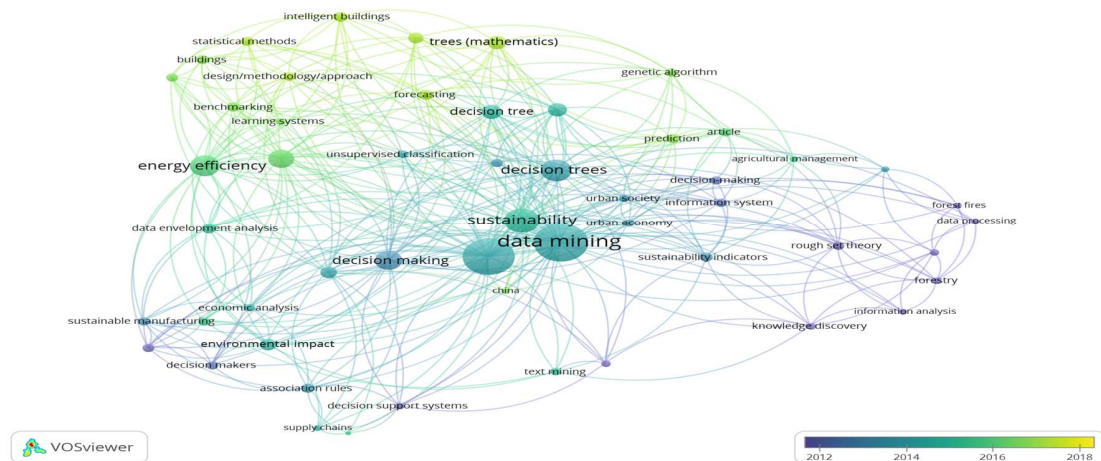 intelligent buildings
statistical methods
trees (mathematics)
buildings
design/methodology/approach
genetic algorithm
forecasting
benchmarking
decision tree
learning systems
article
prediction
unsupervised classification
agricultural management
energy efficiency
decision trees
decision-making
urban society
information system
forest fires
sustainability
data processing
urban economy
data envelopment analysis
data mining
rough set theory
decision making
sustainability indicators
forestry
china
economic analysis
information analysis
sustainable manufacturing
knowledge discovery
environmental impact
decision makers
text mining
association rules
decision support systems
supply chains
VOSviewer
2012 2014 2016 2018